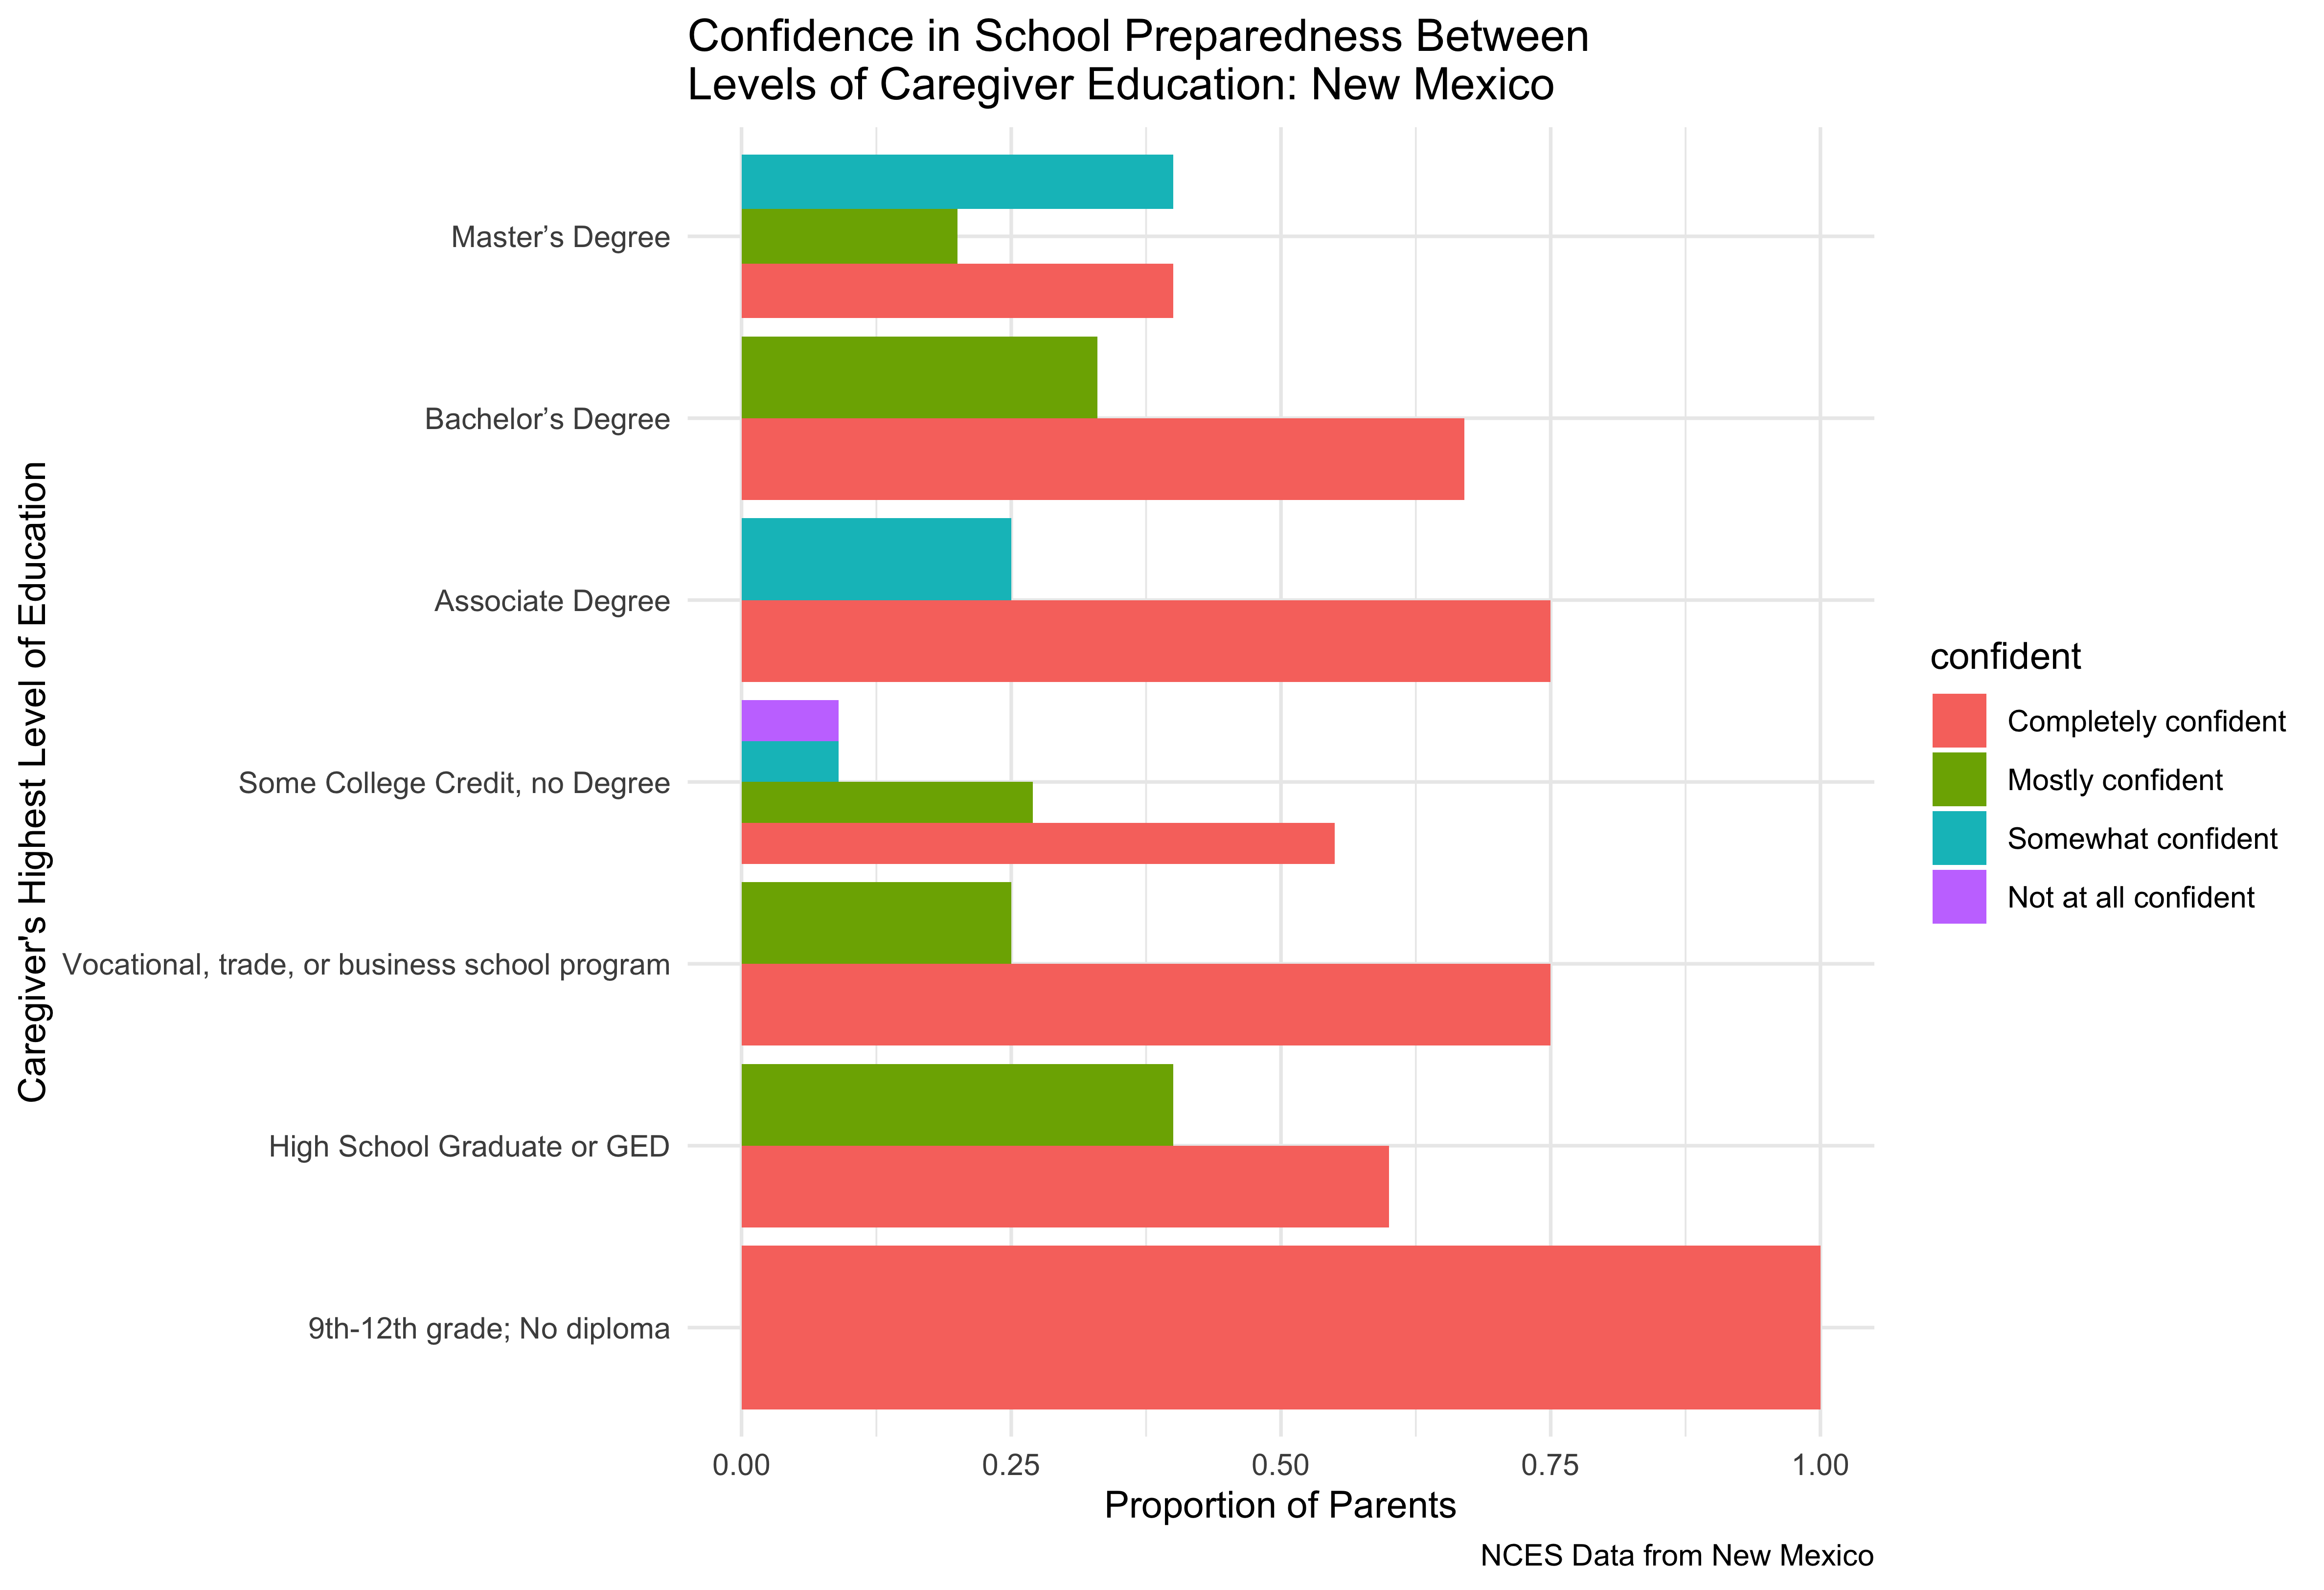 Confidence in School Preparedness Between
Levels of Caregiver Education: New Mexico
Caregiver's Highest Level of Education
Master’s Degree
Bachelor’s Degree
Associate Degree
Some College Credit, no Degree
Vocational, trade, or business school program
High School Graduate or GED
9th-12th grade; No diploma
0.00 0.25 0.50 0.75 1.00
Proportion of Parents
confident
Completely confident
Mostly confident
Somewhat confident
Not at all confident
NCES Data from New Mexico